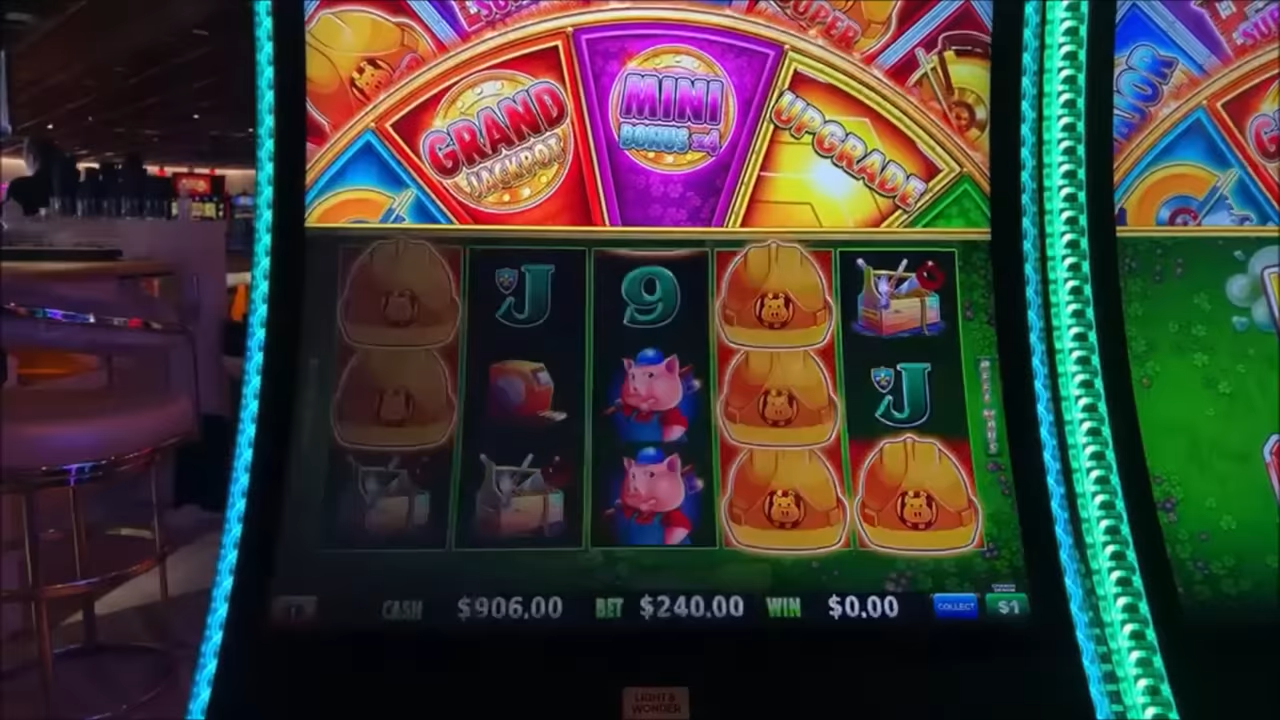 SUPER
MAJOR
GRAND
JACKPOT
MINI
BONUS x4
UPGRADE
J
9
J
CASH $906.00 BET $240.00 WIN $0.00
COLLECT
$1
LIGHT &
WONDER